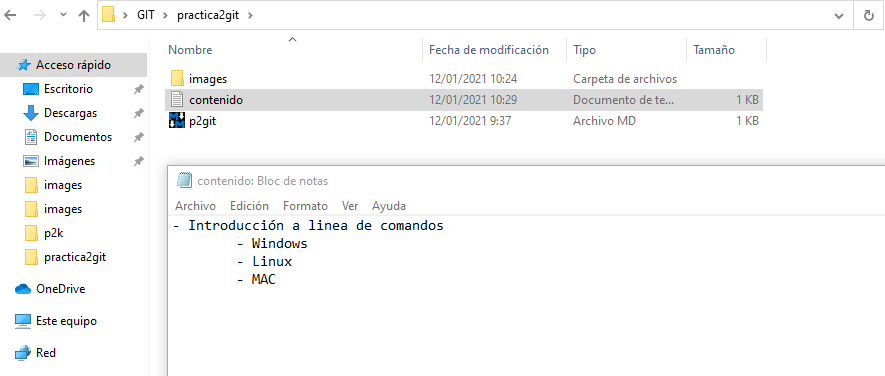 GIT > practica2git >
Nombre Fecha de modificación Tipo Tamaño
Acceso rápido
Escritorio
Descargas
Documentos
Imágenes
images
images
p2k
practica2git
OneDrive
Este equipo
Red
images 12/01/2021 10:24 Carpeta de archivos
contenido 12/01/2021 10:29 Documento de te... 1 KB
p2git 12/01/2021 9:37 Archivo MD 1 KB
contenido: Bloc de notas
Archivo Edición Formato Ver Ayuda
- Introducción a linea de comandos
- Windows
- Linux
- MAC